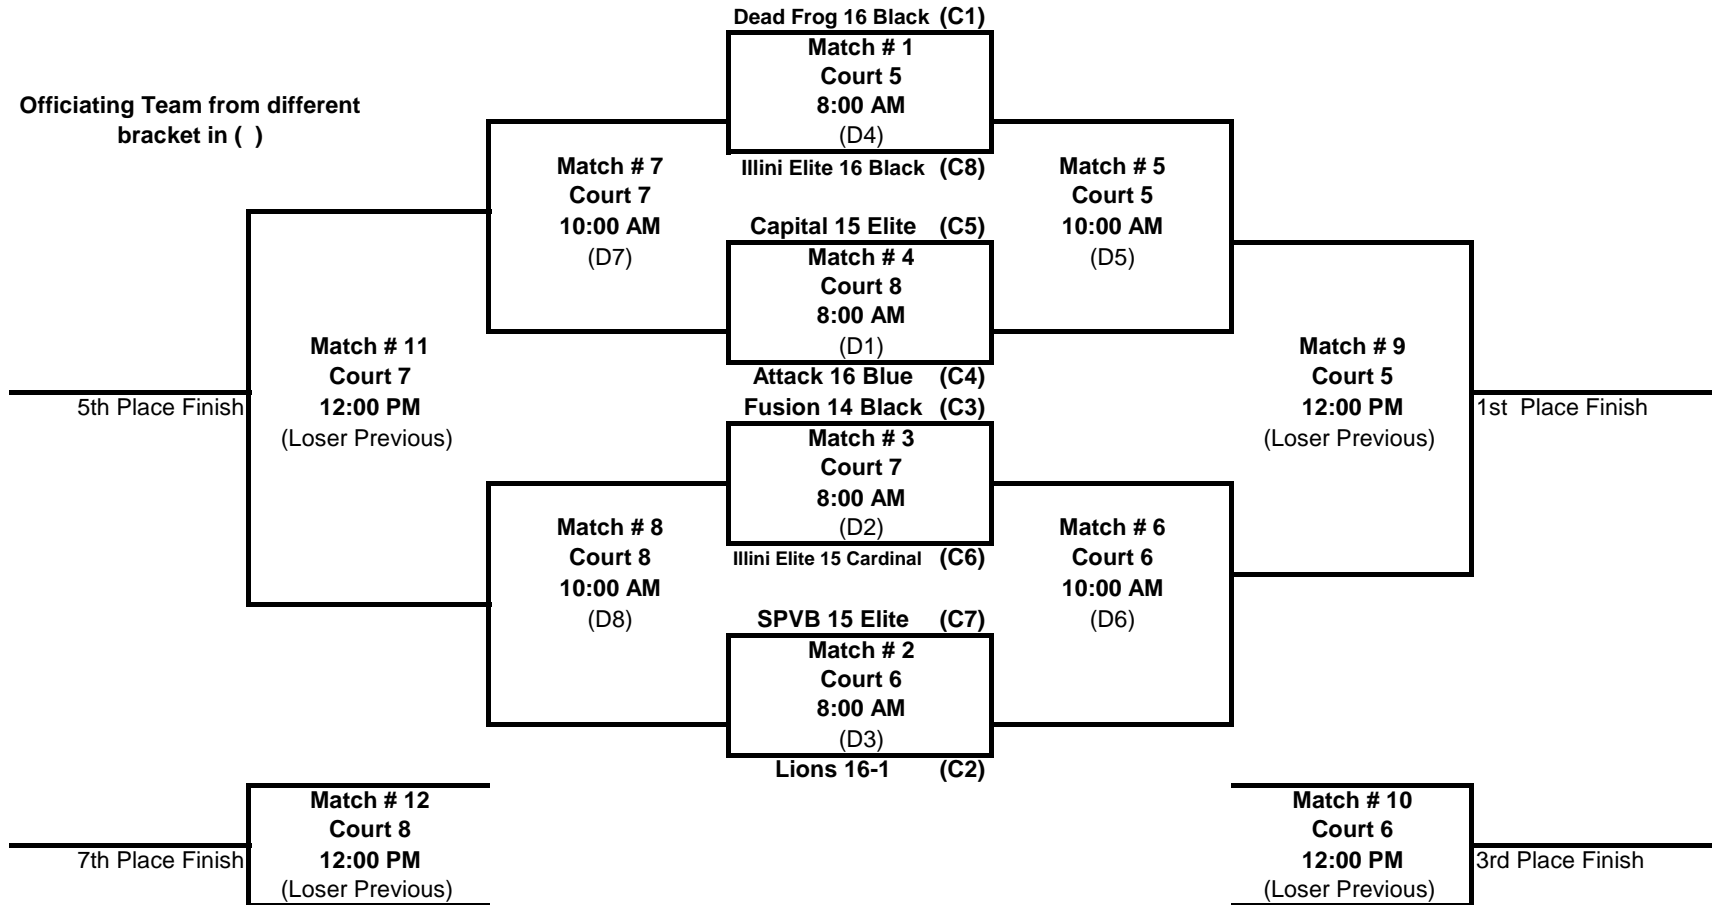 Dead Frog 16 Black (C1)
Match # 1
Court 5
8:00 AM
(D4)
Illini Elite 16 Black (C8)
Officiating Team from different
bracket in ( )
Match # 7
Court 7
10:00 AM
(D7)
Match # 5
Court 5
10:00 AM
(D5)
Capital 15 Elite (C5)
Match # 4
Court 8
8:00 AM
(D1)
Attack 16 Blue (C4)
Match # 11
Court 7
12:00 PM
(Loser Previous)
5th Place Finish
Match # 9
Court 5
12:00 PM
(Loser Previous)
1st Place Finish
Fusion 14 Black (C3)
Match # 3
Court 7
8:00 AM
(D2)
Illini Elite 15 Cardinal (C6)
Match # 8
Court 8
10:00 AM
(D8)
Match # 6
Court 6
10:00 AM
(D6)
SPVB 15 Elite (C7)
Match # 2
Court 6
8:00 AM
(D3)
Lions 16-1 (C2)
Match # 12
Court 8
12:00 PM
(Loser Previous)
7th Place Finish
Match # 10
Court 6
12:00 PM
(Loser Previous)
3rd Place Finish